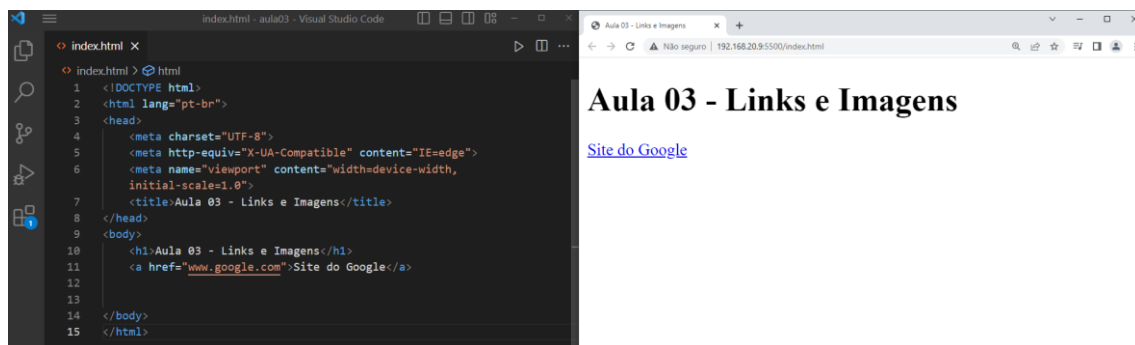 index.html - aula03 - Visual Studio Code
index.html
index.html > html
1 <!DOCTYPE html>
2 <html lang="pt-br">
3 <head>
4 <meta charset="UTF-8">
5 <meta http-equiv="X-UA-Compatible" content="IE=edge">
6 <meta name="viewport" content="width=device-width,
initial-scale=1.0">
7 <title>Aula 03 - Links e Imagens</title>
8 </head>
9 <body>
10 <h1>Aula 03 - Links e Imagens</h1>
11 <a href="www.google.com">Site do Google</a>
12
13
14 </body>
15 </html>
1
Aula 03 - Links e Imagens
Não seguro | 192.168.20.9:5500/index.html
Aula 03 - Links e Imagens
Site do Google